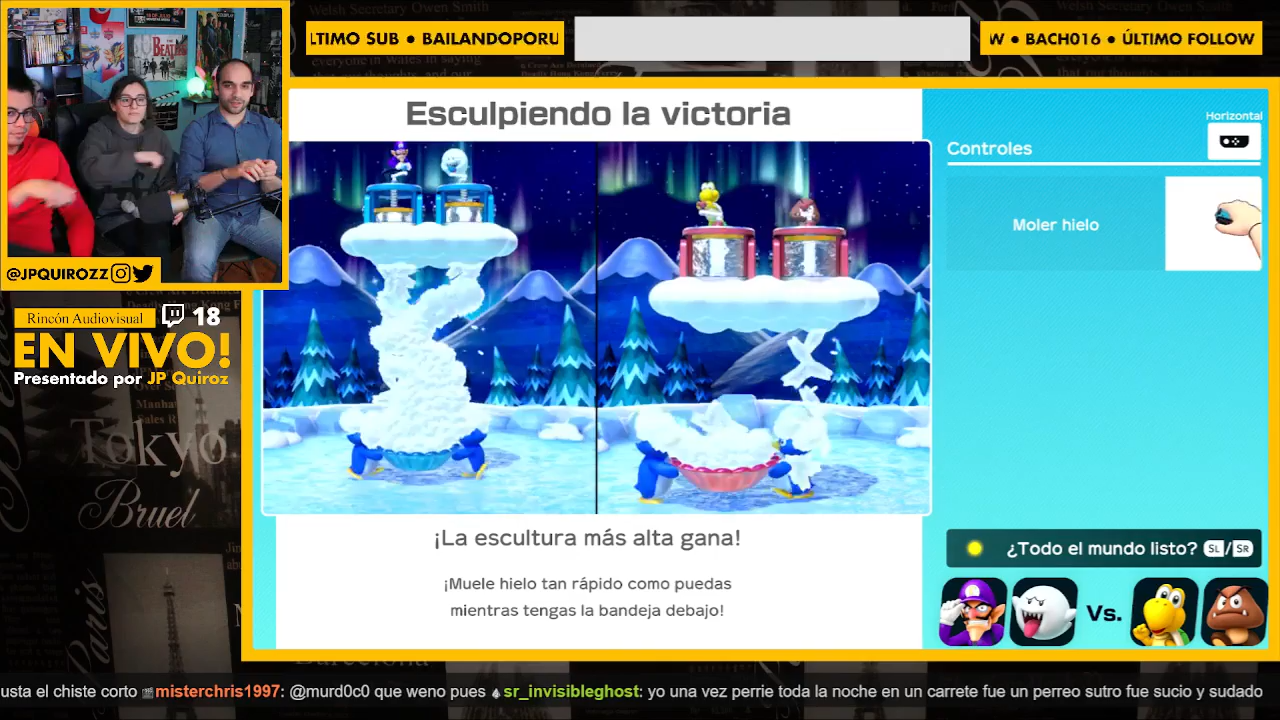 LTIMO SUB • BAILANDOPORU
W • BACH016 • ÚLTIMO FOLLOW
Esculpiendo la victoria
Horizontal
Controles
Moler hielo
@JPQUIROZZ
Rincón Audiovisual
18
EN VIVO!
Presentado por JP Quiroz
¡La escultura más alta gana!
¡Muele hielo tan rápido como puedas
mientras tengas la bandeja debajo!
¿Todo el mundo listo? SL/SR
Vs.
Tokyo
Bruel
Paris
Barcelona
usta el chiste corto misterchris1997: @murd0c0 que weno pues sr_invisibleghost: yo una vez perrie toda la noche en un carrete fue un perreo sutro fue sucio y sudado